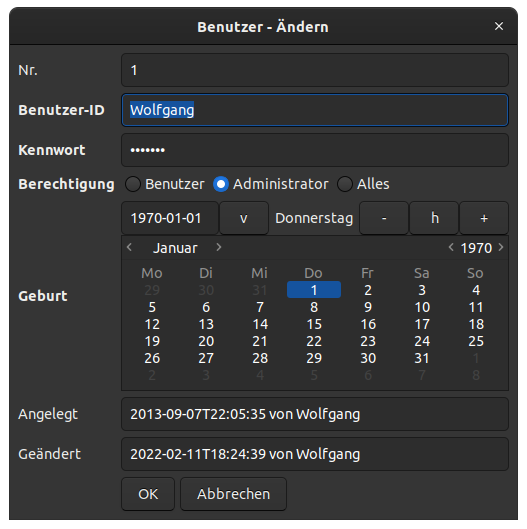 Benutzer - Ändern ×
Nr. 1
Benutzer-ID Wolfgang
Kennwort •••••••
Berechtigung Benutzer Administrator Alles
1970-01-01 v Donnerstag - h +
< Januar > < 1970 >
Mo Di Mi Do Fr Sa So
29 30 31 1 2 3 4
5 6 7 8 9 10 11
Geburt
12 13 14 15 16 17 18
19 20 21 22 23 24 25
26 27 28 29 30 31 1
2 3 4 5 6 7 8
Angelegt 2013-09-07T22:05:35 von Wolfgang
Geändert 2022-02-11T18:24:39 von Wolfgang
OK Abbrechen